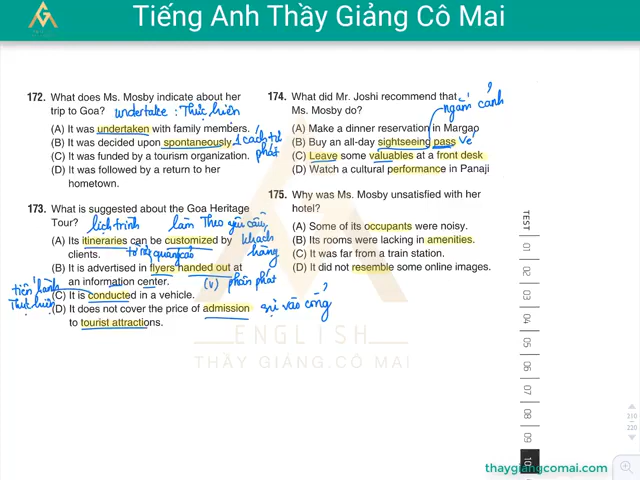 Tiếng Anh Thầy Giảng Cô Mai
172. What does Ms. Mosby indicate about her
trip to Goa? undertake : Thực hiện
(A) It was undertaken with family members.
(B) It was decided upon spontaneously. 1 cách tự phát
(C) It was funded by a tourism organization.
(D) It was followed by a return to her
hometown.
173. What is suggested about the Goa Heritage
Tour? lịch trình làm theo yêu cầu khách hàng
(A) Its itineraries can be customized by
clients. tờ rơi quảng cáo
(B) It is advertised in flyers handed out at
an information center. (v) phân phát
tiến hành
thực hiện
(C) It is conducted in a vehicle.
(D) It does not cover the price of admission sự vào cổng
to tourist attractions.
174. What did Mr. Joshi recommend that
Ms. Mosby do? ngắm cảnh
(A) Make a dinner reservation in Margao
(B) Buy an all-day sightseeing pass vé
(C) Leave some valuables at a front desk
(D) Watch a cultural performance in Panaji
175. Why was Ms. Mosby unsatisfied with her
hotel?
(A) Some of its occupants were noisy.
(B) Its rooms were lacking in amenities.
(C) It was far from a train station.
(D) It did not resemble some online images.
ENGLISH
THẦY GIẢNG.CÔ MAI
TEST
01
02
03
04
05
06
07
08
09
10
210
220
thaygiangcomai.com